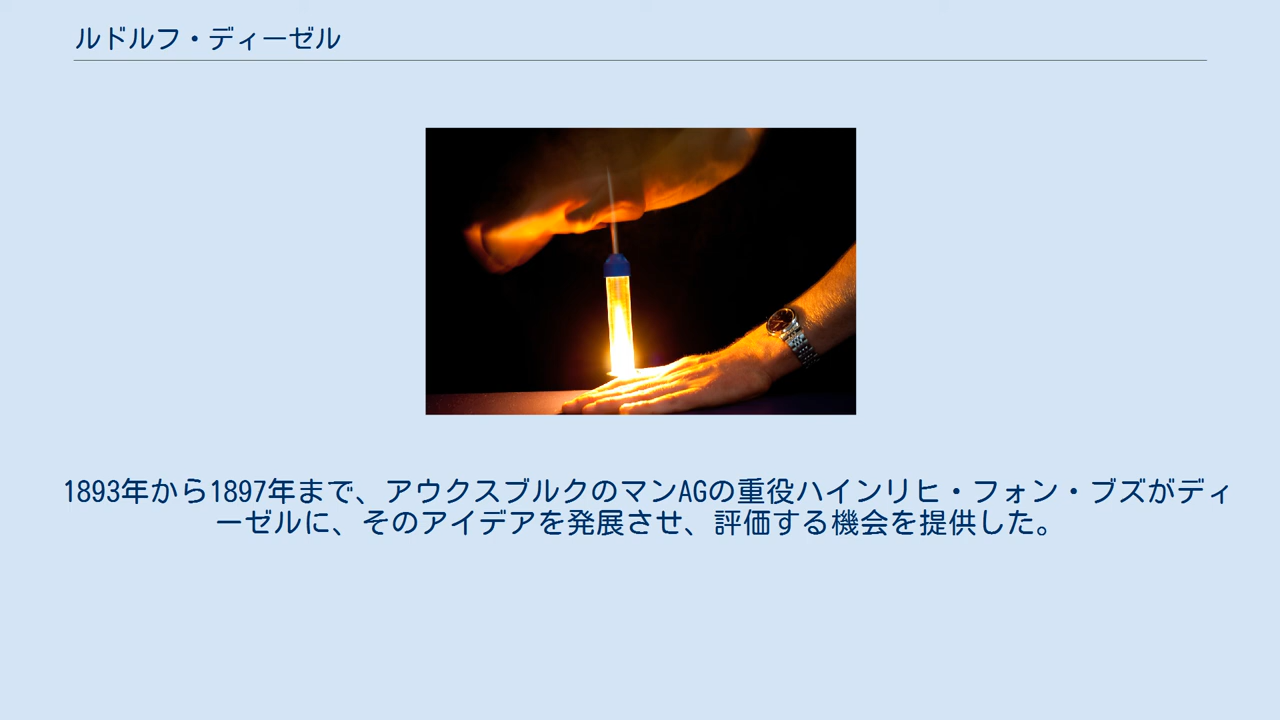 ルドルフ・ディーゼル
1893年から1897年まで、アウクスブルクのマンAGの重役ハインリヒ・フォン・ブズがディ
ーゼルに、そのアイデアを発展させ、評価する機会を提供した。